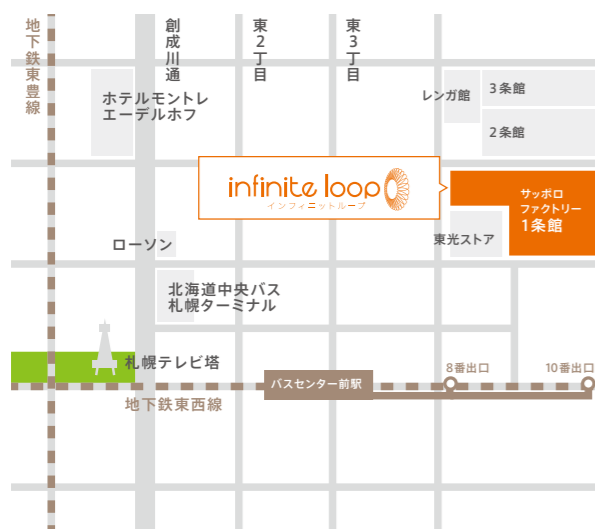 地下鉄東豊線
創成川通
東2丁目
東3丁目
ホテルモントレ
エーデルホフ
レンガ館
3条館
2条館
infinite loop
インフィニットループ
サッポロ
ファクトリー
1条館
東光ストア
ローソン
北海道中央バス
札幌ターミナル
札幌テレビ塔
バスセンター前駅
8番出口
10番出口
地下鉄東西線